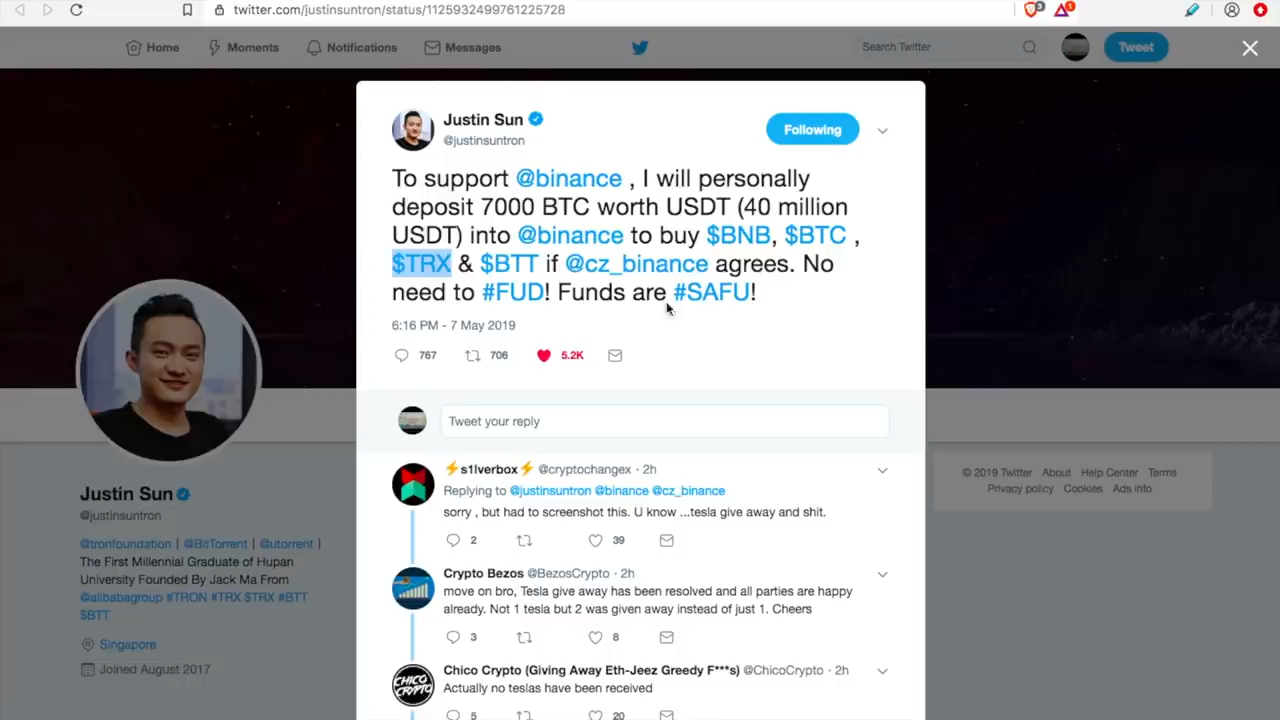 twitter.com/justinsuntron/status/1125932499761225728
3
1
Home
Moments
Notifications
Messages
Search Twitter
Tweet
Justin Sun
@justinsuntron
Following
To support @binance , I will personally
deposit 7000 BTC worth USDT (40 million
USDT) into @binance to buy $BNB, $BTC ,
$TRX & $BTT if @cz_binance agrees. No
need to #FUD! Funds are #SAFU!
6:16 PM - 7 May 2019
767 706 5.2K
Tweet your reply
⚡s1lverbox⚡ @cryptochangex · 2h
Replying to @justinsuntron @binance @cz_binance
sorry , but had to screenshot this. U know ...tesla give away and shit.
2 39
Crypto Bezos @BezosCrypto · 2h
move on bro, Tesla give away has been resolved and all parties are happy
already. Not 1 tesla but 2 was given away instead of just 1. Cheers
3 8
CHICO
CRYPTO
Chico Crypto (Giving Away Eth-Jeez Greedy F***s) @ChicoCrypto · 2h
Actually no teslas have been received
5 20
Justin Sun
@justinsuntron
@tronfoundation | @BitTorrent | @utorrent |
The First Millennial Graduate of Hupan
University Founded By Jack Ma From
@alibabagroup #TRON #TRX $TRX #BTT
$BTT
Singapore
Joined August 2017
© 2019 Twitter About Help Center Terms
Privacy policy Cookies Ads info